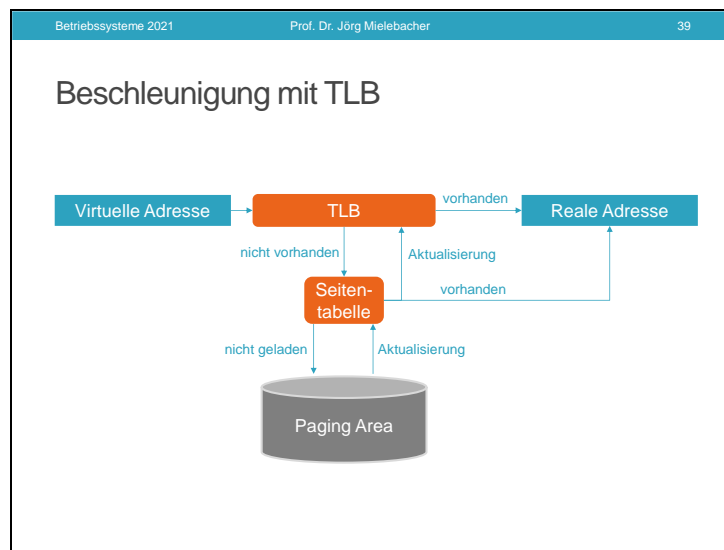 Betriebssysteme 2021 Prof. Dr. Jörg Mielebacher 39
Beschleunigung mit TLB
vorhanden
Virtuelle Adresse TLB Reale Adresse
nicht vorhanden Aktualisierung
Seiten-
tabelle
vorhanden
nicht geladen Aktualisierung
Paging Area